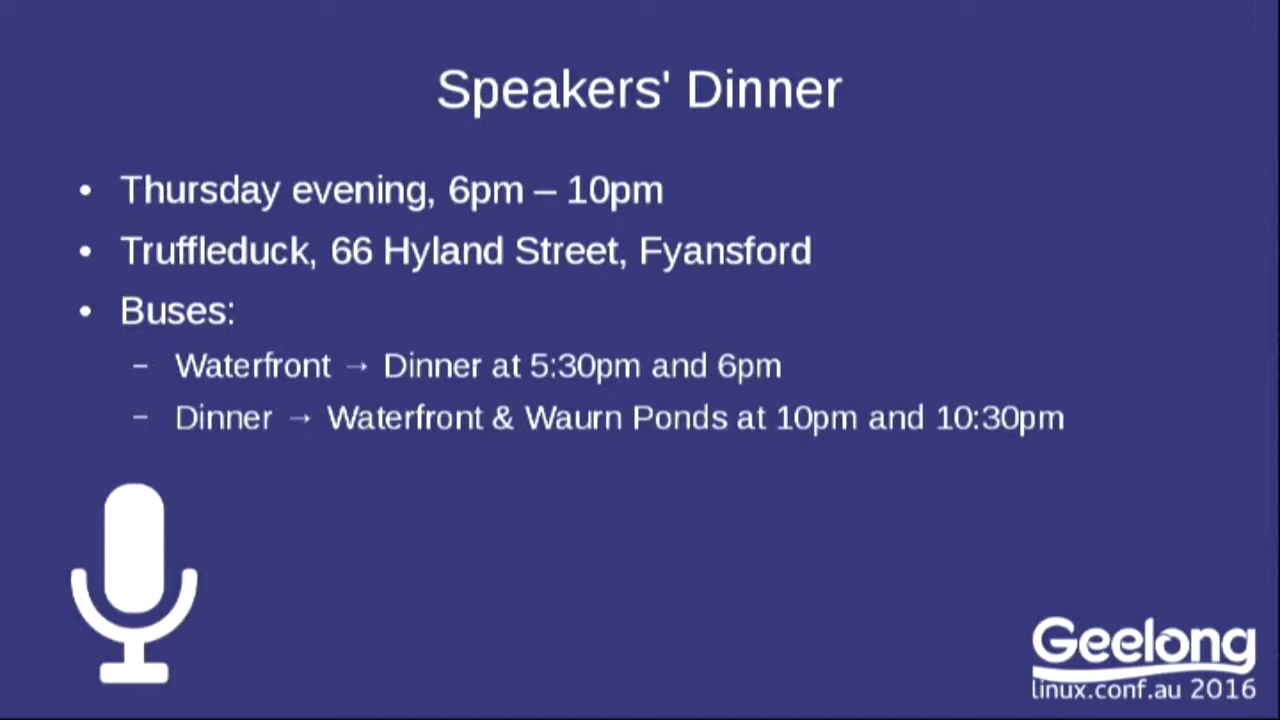 Speakers' Dinner
• Thursday evening, 6pm – 10pm
• Truffleduck, 66 Hyland Street, Fyansford
• Buses:
– Waterfront → Dinner at 5:30pm and 6pm
– Dinner → Waterfront & Waurn Ponds at 10pm and 10:30pm
Geelong
linux.conf.au 2016